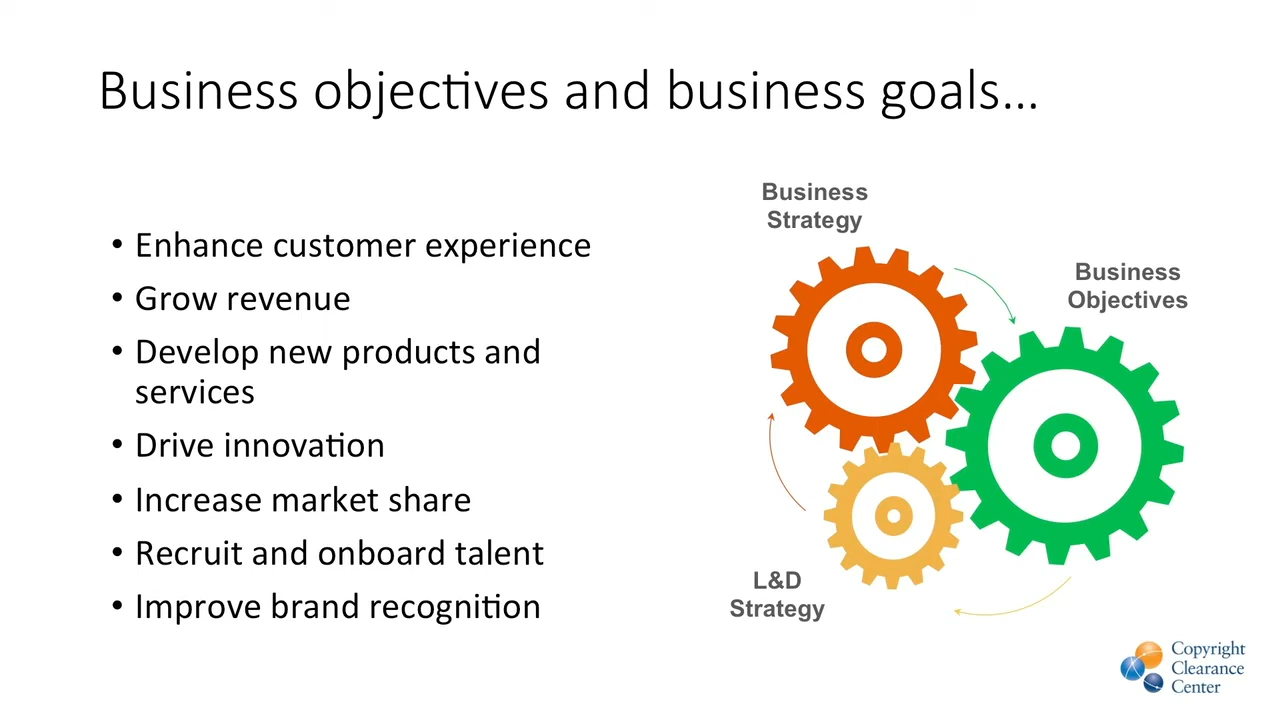 Business objectives and business goals...
• Enhance customer experience
• Grow revenue
• Develop new products and
services
• Drive innovation
• Increase market share
• Recruit and onboard talent
• Improve brand recognition
Business
Strategy
Business
Objectives
L&D
Strategy
Copyright
Clearance
Center